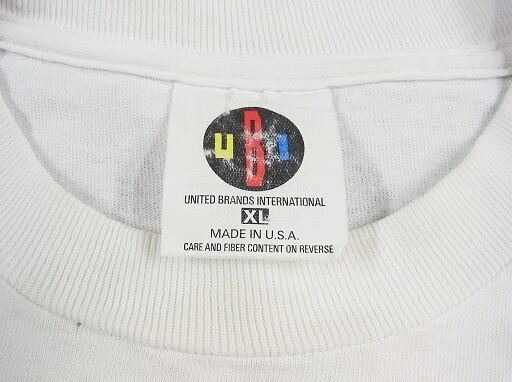 UBI
UNITED BRANDS INTERNATIONAL
XL
MADE IN U.S.A.
CARE AND FIBER CONTENT ON REVERSE